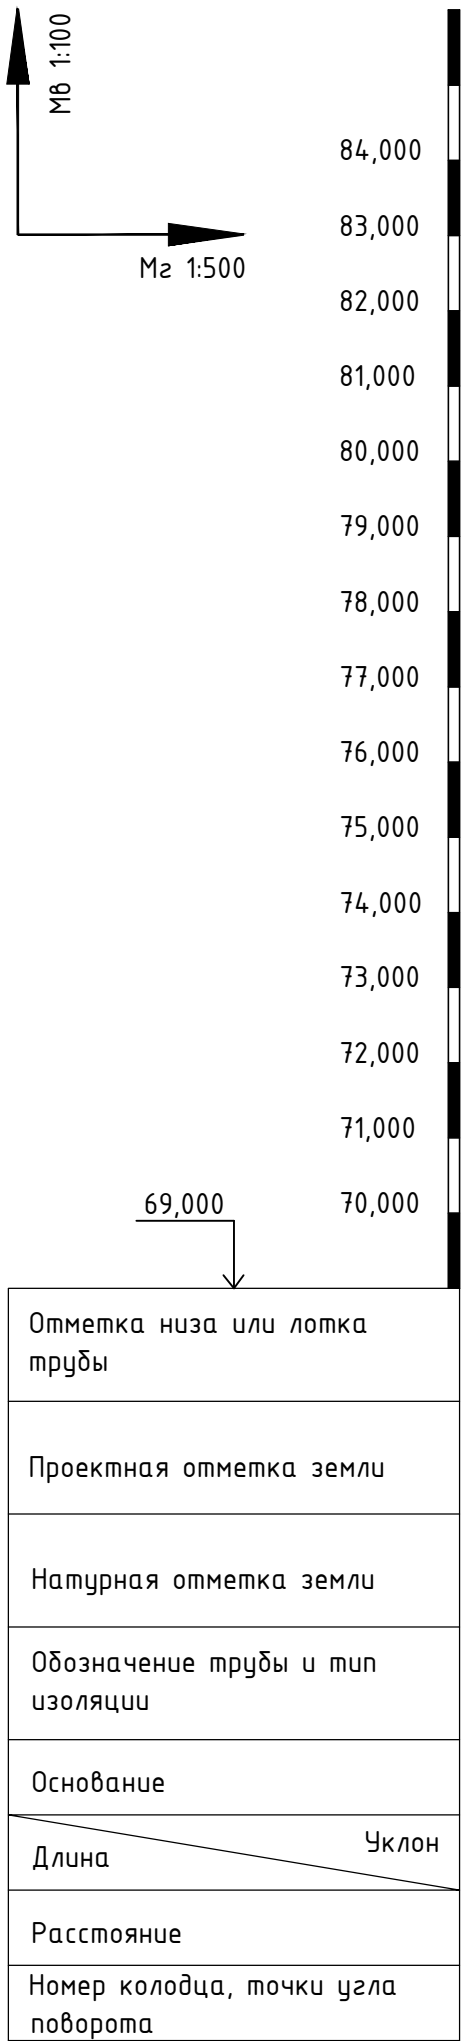 Мв 1:100
84,000
83,000
Мг 1:500
82,000
81,000
80,000
79,000
78,000
77,000
76,000
75,000
74,000
73,000
72,000
71,000
69,000
70,000
Отметка низа или лотка
трубы
Проектная отметка земли
Натурная отметка земли
Обозначение трубы и тип
изоляции
Основание
Уклон
Длина
Расстояние
Номер колодца, точки угла
поворота